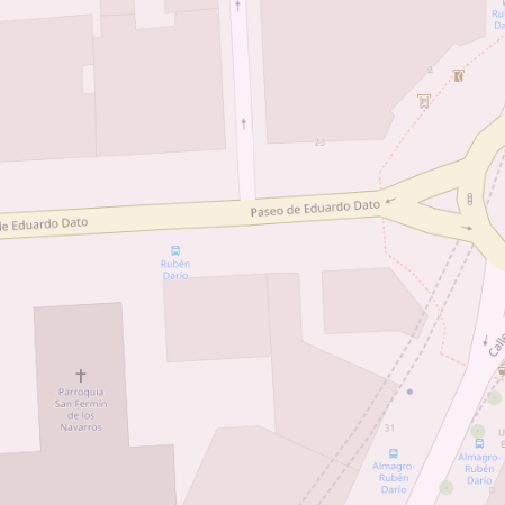 23
Paseo de Eduardo Dato
de Eduardo Dato
Rubén
Darío
Parroquia
San Fermín
de los
Navarros
31
Almagro-
Rubén
Darío
Almagro-
Rubén
Darío